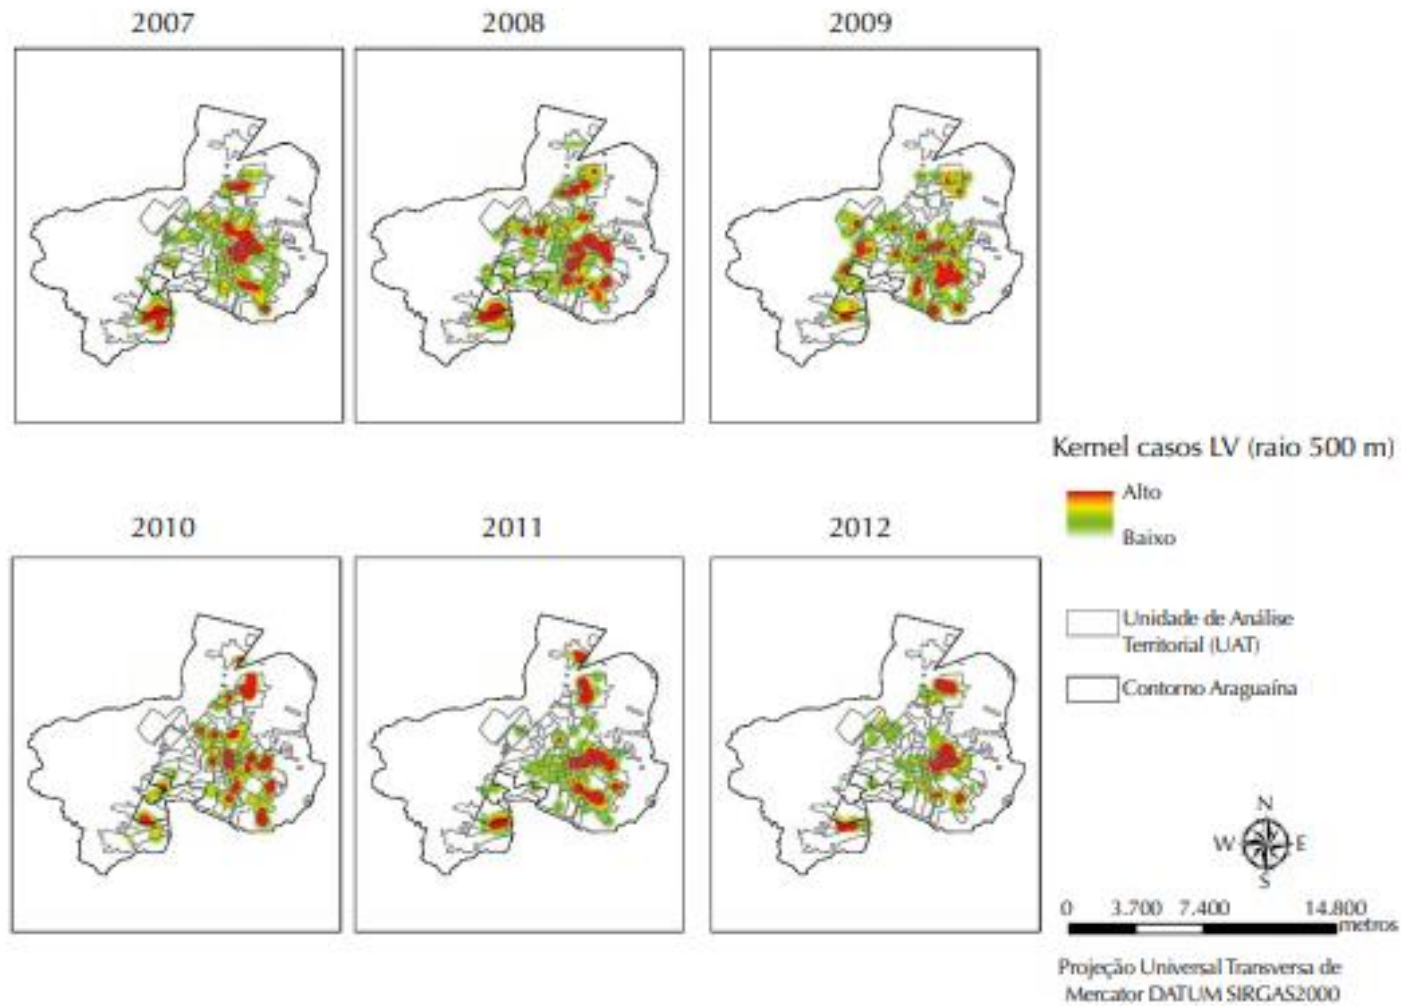 2007
2008
2009
Kernel casos LV (raio 500 m)
Alto
Baixo
2010
2011
2012
Unidade de Análise
Territorial (UAT)
Contorno Araguaína
N
W
E
S
0 3.700 7.400 14.800
metros
Projeção Universal Transversa de
Mercator DATUM SIRGAS2000